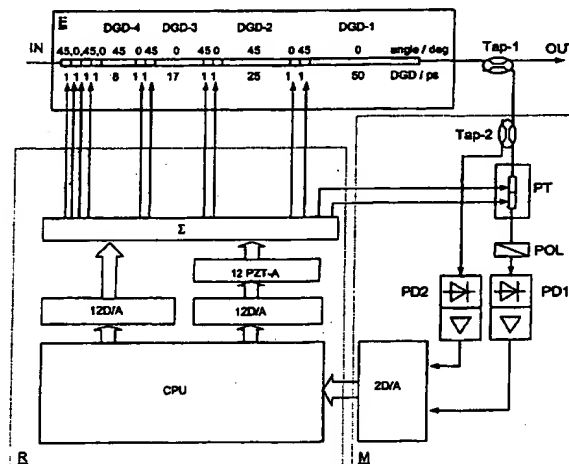 E DGD-4 DGD-3 DGD-2 DGD-1
IN 45,0,45,0 45 0 45 0 45 0 45 0 45 0 angle / deg Tap-1 OUT
1 1 1 1 1 8 1 1 17 1 1 25 1 1 50 DGD / ps
Tap-2
PT
Σ
POL
12 PZT-A
PD2 PD1
12D/A 12D/A
CPU 2D/A
R M